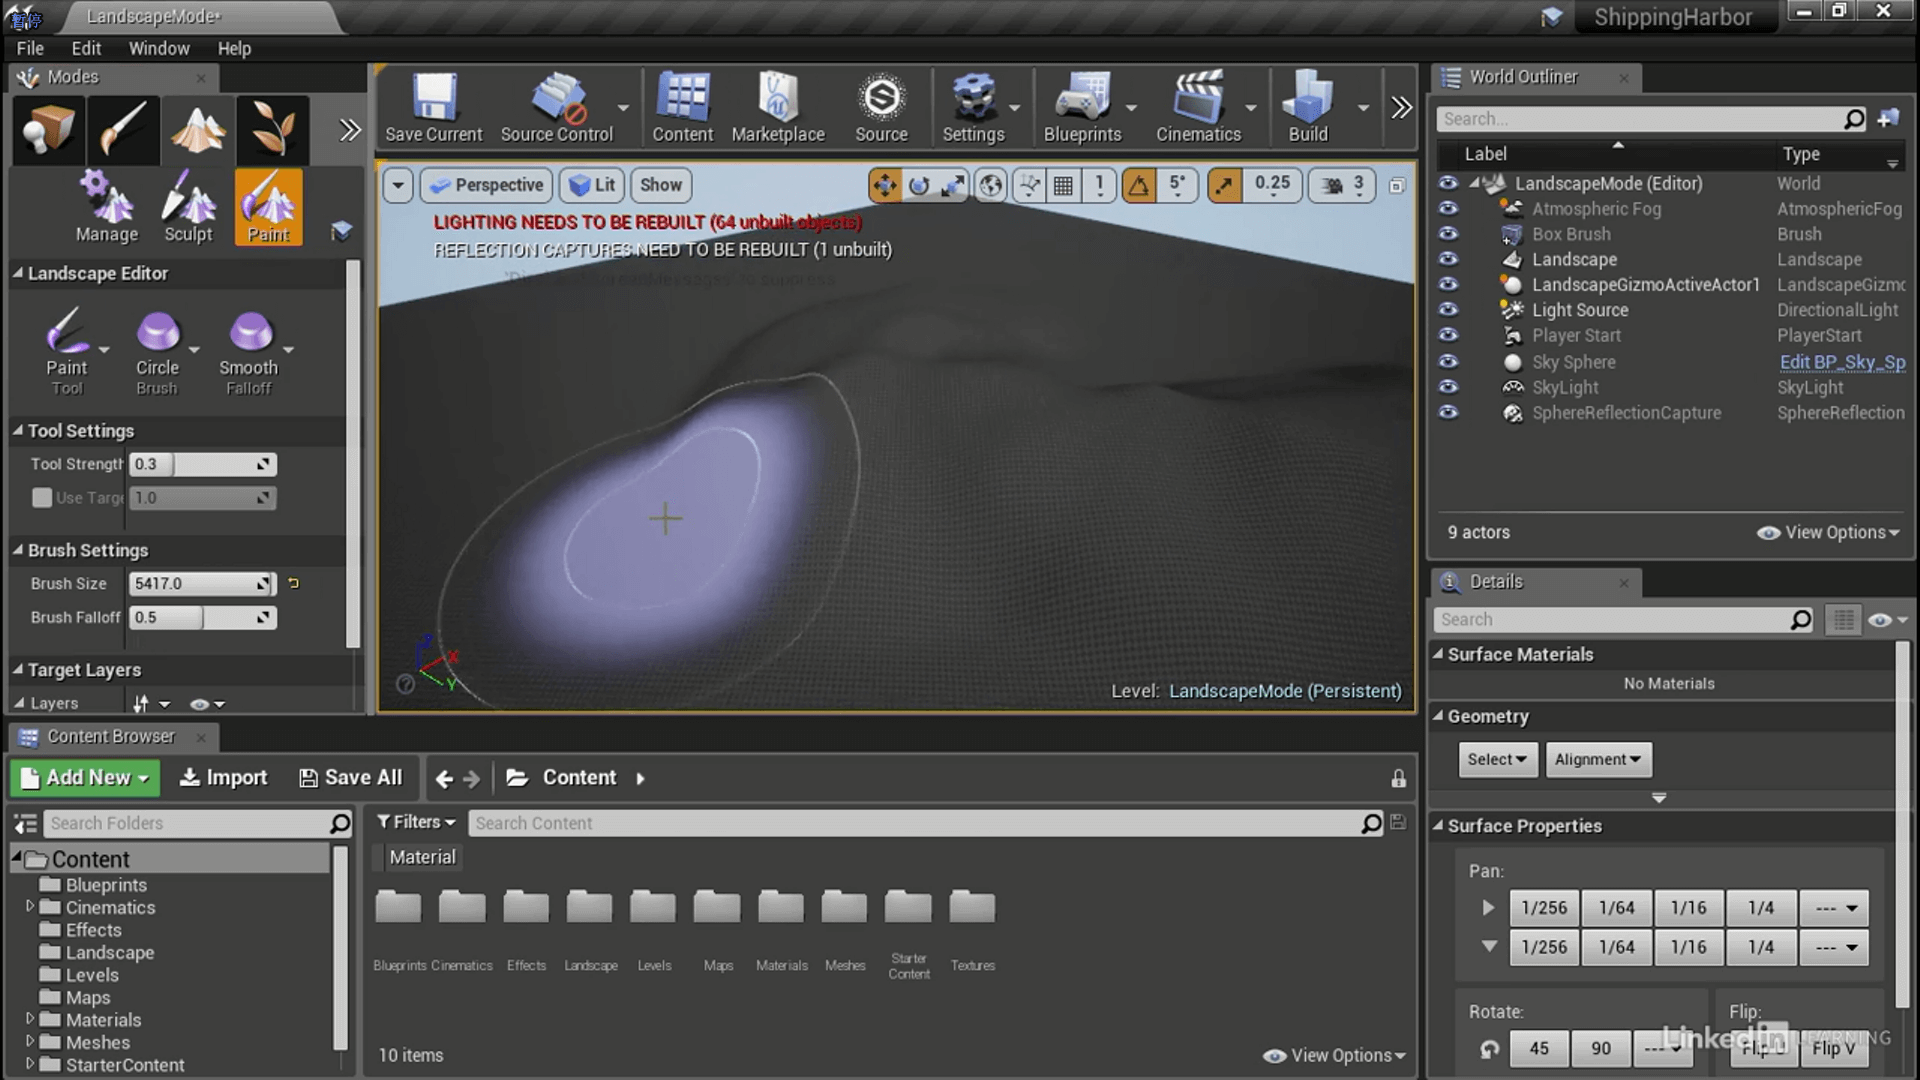 暂停
LandscapeMode*
ShippingHarbor
File Edit Window Help
Modes
Manage Sculpt Paint
Landscape Editor
Paint Circle Smooth
Tool Brush Falloff
Tool Settings
Tool Strength 0.3
Use Targe 1.0
Brush Settings
Brush Size 5417.0
Brush Falloff 0.5
Target Layers
Layers
Save Current Source Control Content Marketplace Source Settings Blueprints Cinematics Build
Perspective Lit Show 1 5° 0.25 3
LIGHTING NEEDS TO BE REBUILT (64 unbuilt objects)
REFLECTION CAPTURES NEED TO BE REBUILT (1 unbuilt)
Z X Y
Level: LandscapeMode (Persistent)
World Outliner
Search...
Label Type
LandscapeMode (Editor) World
Atmospheric Fog AtmosphericFog
Box Brush Brush
Landscape Landscape
LandscapeGizmoActiveActor1 LandscapeGizmo
Light Source DirectionalLight
Player Start PlayerStart
Sky Sphere Edit BP_Sky_Sp
SkyLight SkyLight
SphereReflectionCapture SphereReflection
9 actors View Options
Details
Search
Surface Materials
No Materials
Geometry
Select Alignment
Surface Properties
Pan:
1/256 1/64 1/16 1/4 ---
1/256 1/64 1/16 1/4 ---
Rotate: Flip:
45 90 --- Flip U Flip V
LinkedIn LEARNING
Content Browser
Add New Import Save All Content
Search Folders
Content
Blueprints
Cinematics
Effects
Landscape
Levels
Maps
Materials
Meshes
StarterContent
Filters Search Content
Material
Blueprints Cinematics Effects Landscape Levels Maps Materials Meshes Starter Content Textures
10 items View Options